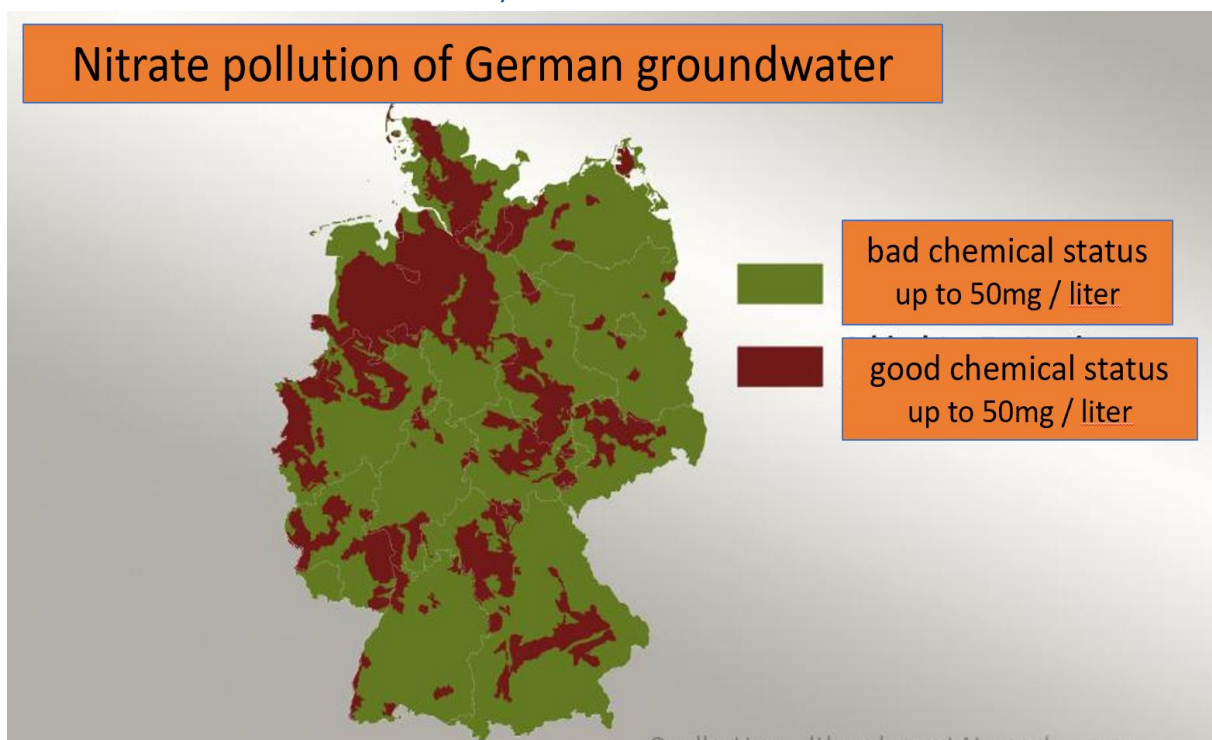 Nitrate pollution of German groundwater
bad chemical status
up to 50mg / liter
good chemical status
up to 50mg / liter